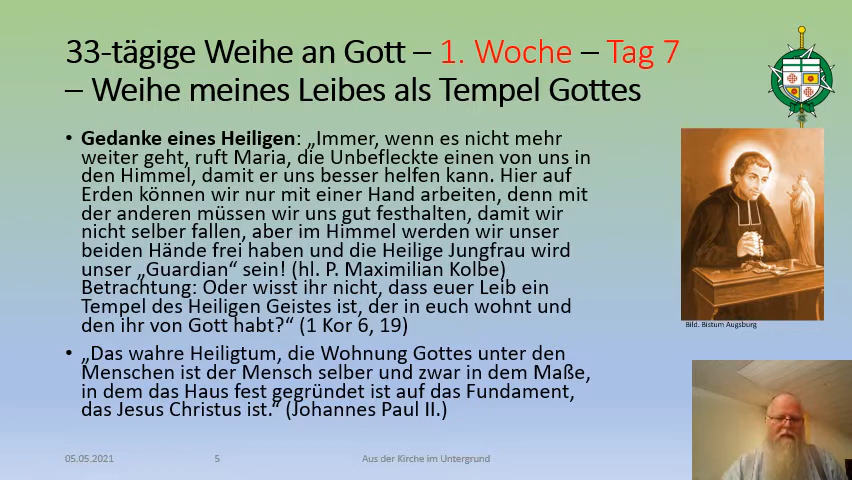 33-tägige Weihe an Gott – 1. Woche – Tag 7
– Weihe meines Leibes als Tempel Gottes
• Gedanke eines Heiligen: „Immer, wenn es nicht mehr
weiter geht, ruft Maria, die Unbefleckte einen von uns in
den Himmel, damit er uns besser helfen kann. Hier auf
Erden können wir nur mit einer Hand arbeiten, denn mit
der anderen müssen wir uns gut festhalten, damit wir
nicht selber fallen, aber im Himmel werden wir unser
beiden Hände frei haben und die Heilige Jungfrau wird
unser „Guardian“ sein! (hl. P. Maximilian Kolbe)
Betrachtung: Oder wisst ihr nicht, dass euer Leib ein
Tempel des Heiligen Geistes ist, der in euch wohnt und
den ihr von Gott habt?“ (1 Kor 6, 19)
• „Das wahre Heiligtum, die Wohnung Gottes unter den
Menschen ist der Mensch selber und zwar in dem Maße,
in dem das Haus fest gegründet ist auf das Fundament,
das Jesus Christus ist.“ (Johannes Paul II.)
Bild. Bistum Augsburg
05.05.2021
5
Aus der Kirche im Untergrund